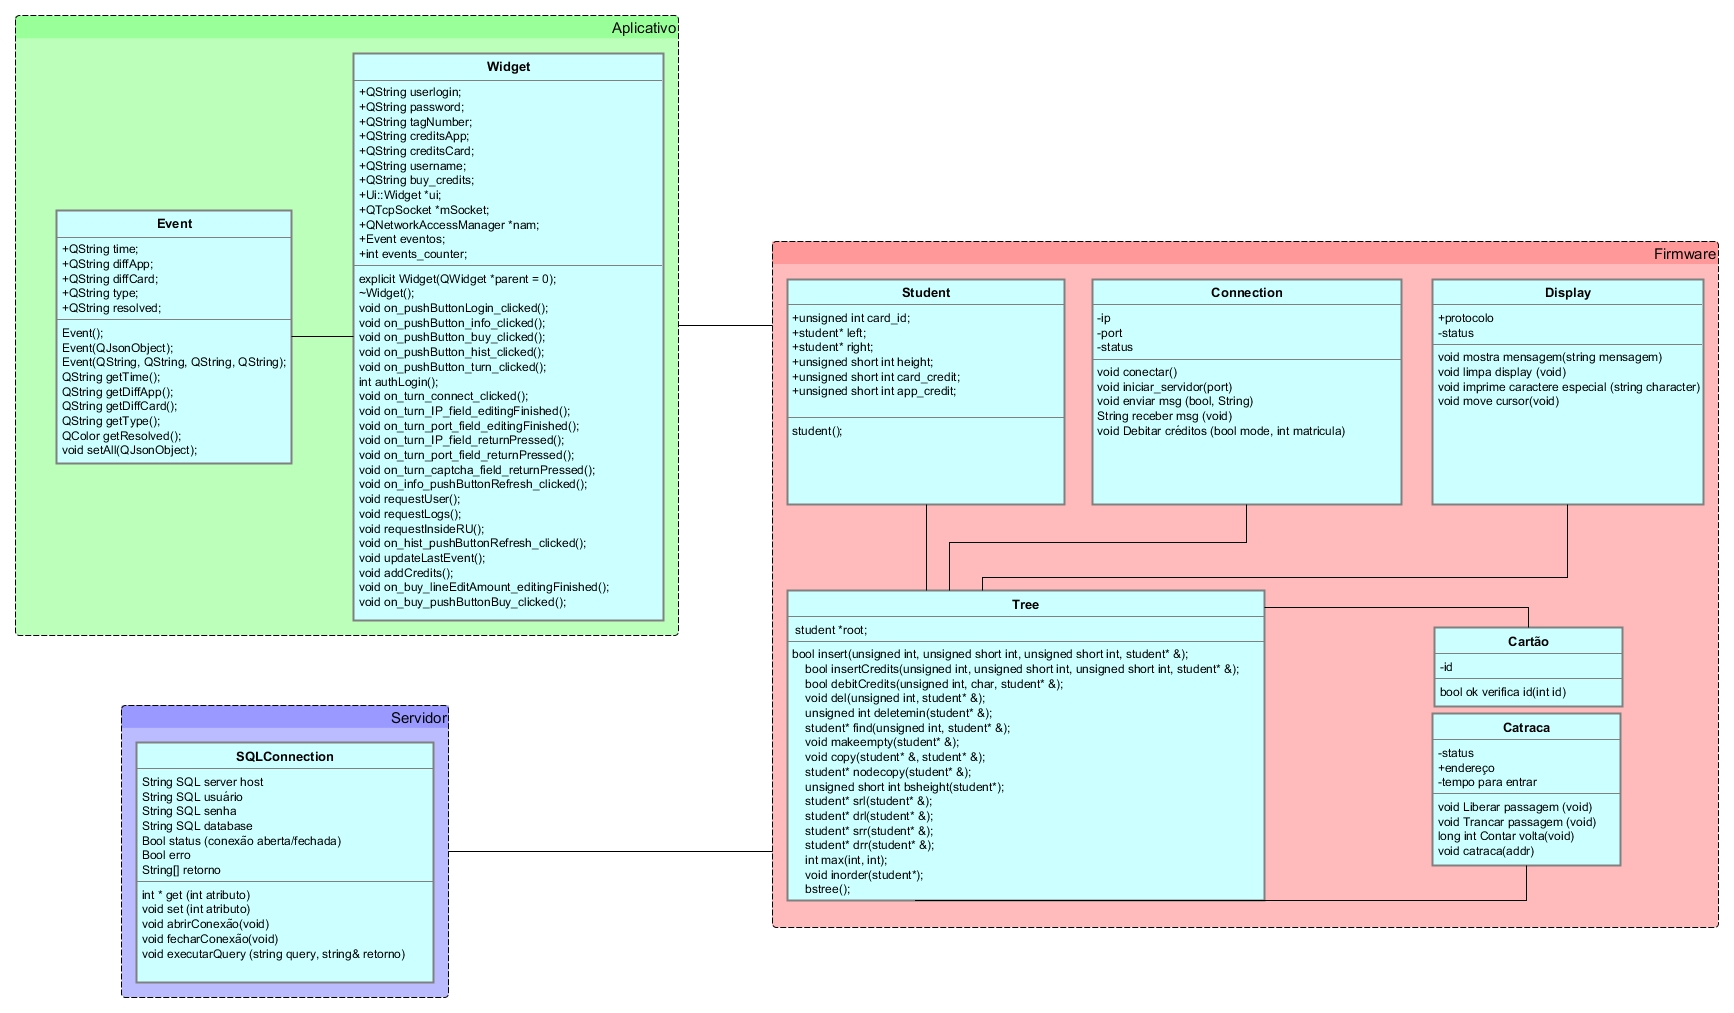 Aplicativo
Widget
+QString userlogin;
+QString password;
+QString tagNumber;
+QString creditsApp;
+QString creditsCard;
+QString username;
+QString buy_credits;
+Ui::Widget *ui;
+QTcpSocket *mSocket;
+QNetworkAccessManager *nam;
+Event eventos;
+int events_counter;
explicit Widget(QWidget *parent = 0);
~Widget();
void on_pushButtonLogin_clicked();
void on_pushButton_info_clicked();
void on_pushButton_buy_clicked();
void on_pushButton_hist_clicked();
void on_pushButton_turn_clicked();
int authLogin();
void on_turn_connect_clicked();
void on_turn_IP_field_editingFinished();
void on_turn_port_field_editingFinished();
void on_turn_IP_field_returnPressed();
void on_turn_port_field_returnPressed();
void on_turn_captcha_field_returnPressed();
void on_info_pushButtonRefresh_clicked();
void requestUser();
void requestLogs();
void requestInsideRU();
void on_hist_pushButtonRefresh_clicked();
void updateLastEvent();
void addCredits();
void on_buy_lineEditAmount_editingFinished();
void on_buy_pushButtonBuy_clicked();
Event
+QString time;
+QString diffApp;
+QString diffCard;
+QString type;
+QString resolved;
Event();
Event(QJsonObject);
Event(QString, QString, QString, QString);
QString getTime();
QString getDiffApp();
QString getDiffCard();
QString getType();
QColor getResolved();
void setAll(QJsonObject);
Firmware
Student
+unsigned int card_id;
+student* left;
+student* right;
+unsigned short int height;
+unsigned short int card_credit;
+unsigned short int app_credit;
student();
Connection
-ip
-port
-status
void conectar()
void iniciar_servidor(port)
void enviar msg (bool, String)
String receber msg (void)
void Debitar créditos (bool mode, int matricula)
Display
+protocolo
-status
void mostra mensagem(string mensagem)
void limpa display (void)
void imprime caractere especial (string character)
void move cursor(void)
Tree
student *root;
bool insert(unsigned int, unsigned short int, unsigned short int, student* &);
bool insertCredits(unsigned int, unsigned short int, unsigned short int, student* &);
bool debitCredits(unsigned int, char, student* &);
void del(unsigned int, student* &);
unsigned int deletemin(student* &);
student* find(unsigned int, student* &);
void makeempty(student* &);
void copy(student* &, student* &);
student* nodecopy(student* &);
unsigned short int bsheight(student*);
student* srl(student* &);
student* drl(student* &);
student* srr(student* &);
student* drr(student* &);
int max(int, int);
void inorder(student*);
bstree();
Cartão
-id
bool ok verifica id(int id)
Catraca
-status
+endereço
-tempo para entrar
void Liberar passagem (void)
void Trancar passagem (void)
long int Contar volta(void)
void catraca(addr)
Servidor
SQLConnection
String SQL server host
String SQL usuário
String SQL senha
String SQL database
Bool status (conexão aberta/fechada)
Bool erro
String[] retorno
int * get (int atributo)
void set (int atributo)
void abrirConexão(void)
void fecharConexão(void)
void executarQuery (string query, string& retorno)